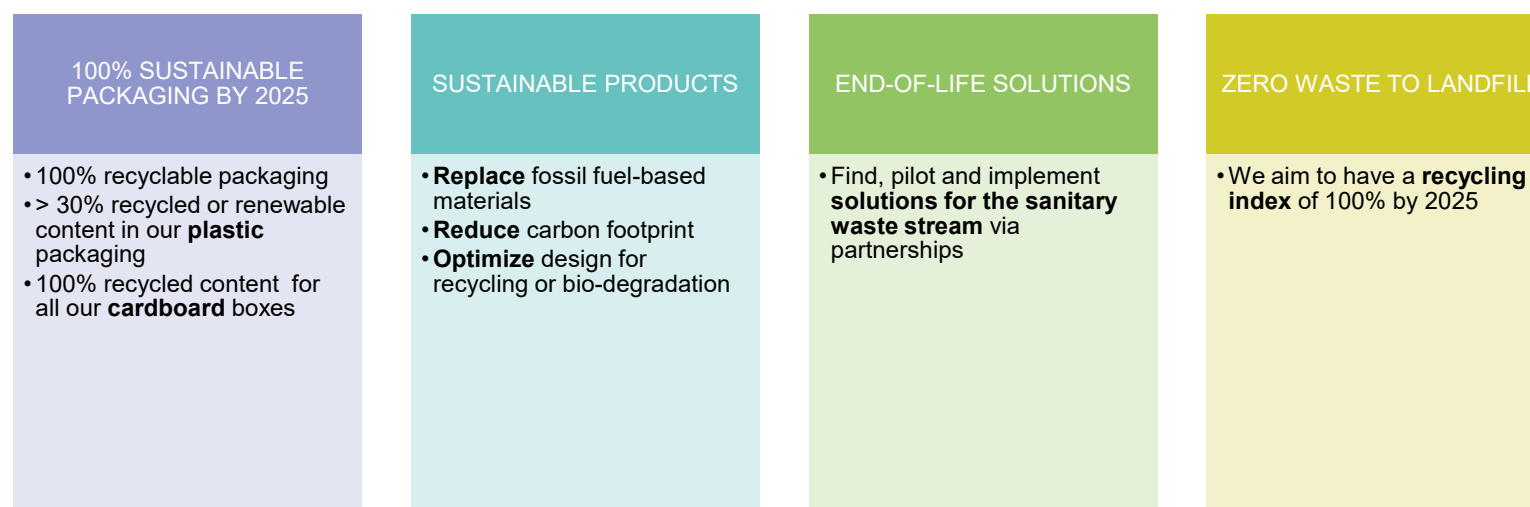 100% SUSTAINABLE
PACKAGING BY 2025
• 100% recyclable packaging
• > 30% recycled or renewable
content in our plastic
packaging
• 100% recycled content  for
all our cardboard boxes
SUSTAINABLE PRODUCTS
• Replace fossil fuel-based
materials
• Reduce carbon footprint
• Optimize design for
recycling or bio-degradation
END-OF-LIFE SOLUTIONS
• Find, pilot and implement
solutions for the sanitary
waste stream via
partnerships
ZERO WASTE TO LANDFILL
• We aim to have a recycling
index of 100% by 2025